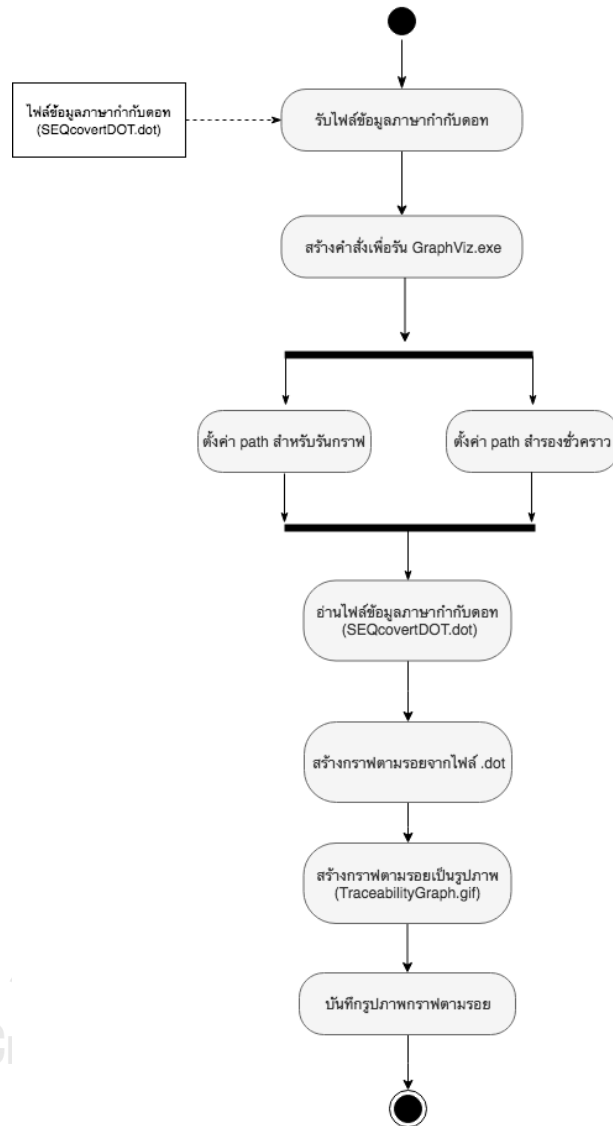 ไฟล์ข้อมูลภาษากำกับดอท
(SEQcovertDOT.dot)
รับไฟล์ข้อมูลภาษากำกับดอท
สร้างคำสั่งเพื่อรัน GraphViz.exe
ตั้งค่า path สำหรับรันกราฟ
ตั้งค่า path สำรองชั่วคราว
อ่านไฟล์ข้อมูลภาษากำกับดอท
(SEQcovertDOT.dot)
สร้างกราฟตามรอยจากไฟล์ .dot
สร้างกราฟตามรอยเป็นรูปภาพ
(TraceabilityGraph.gif)
บันทึกรูปภาพกราฟตามรอย